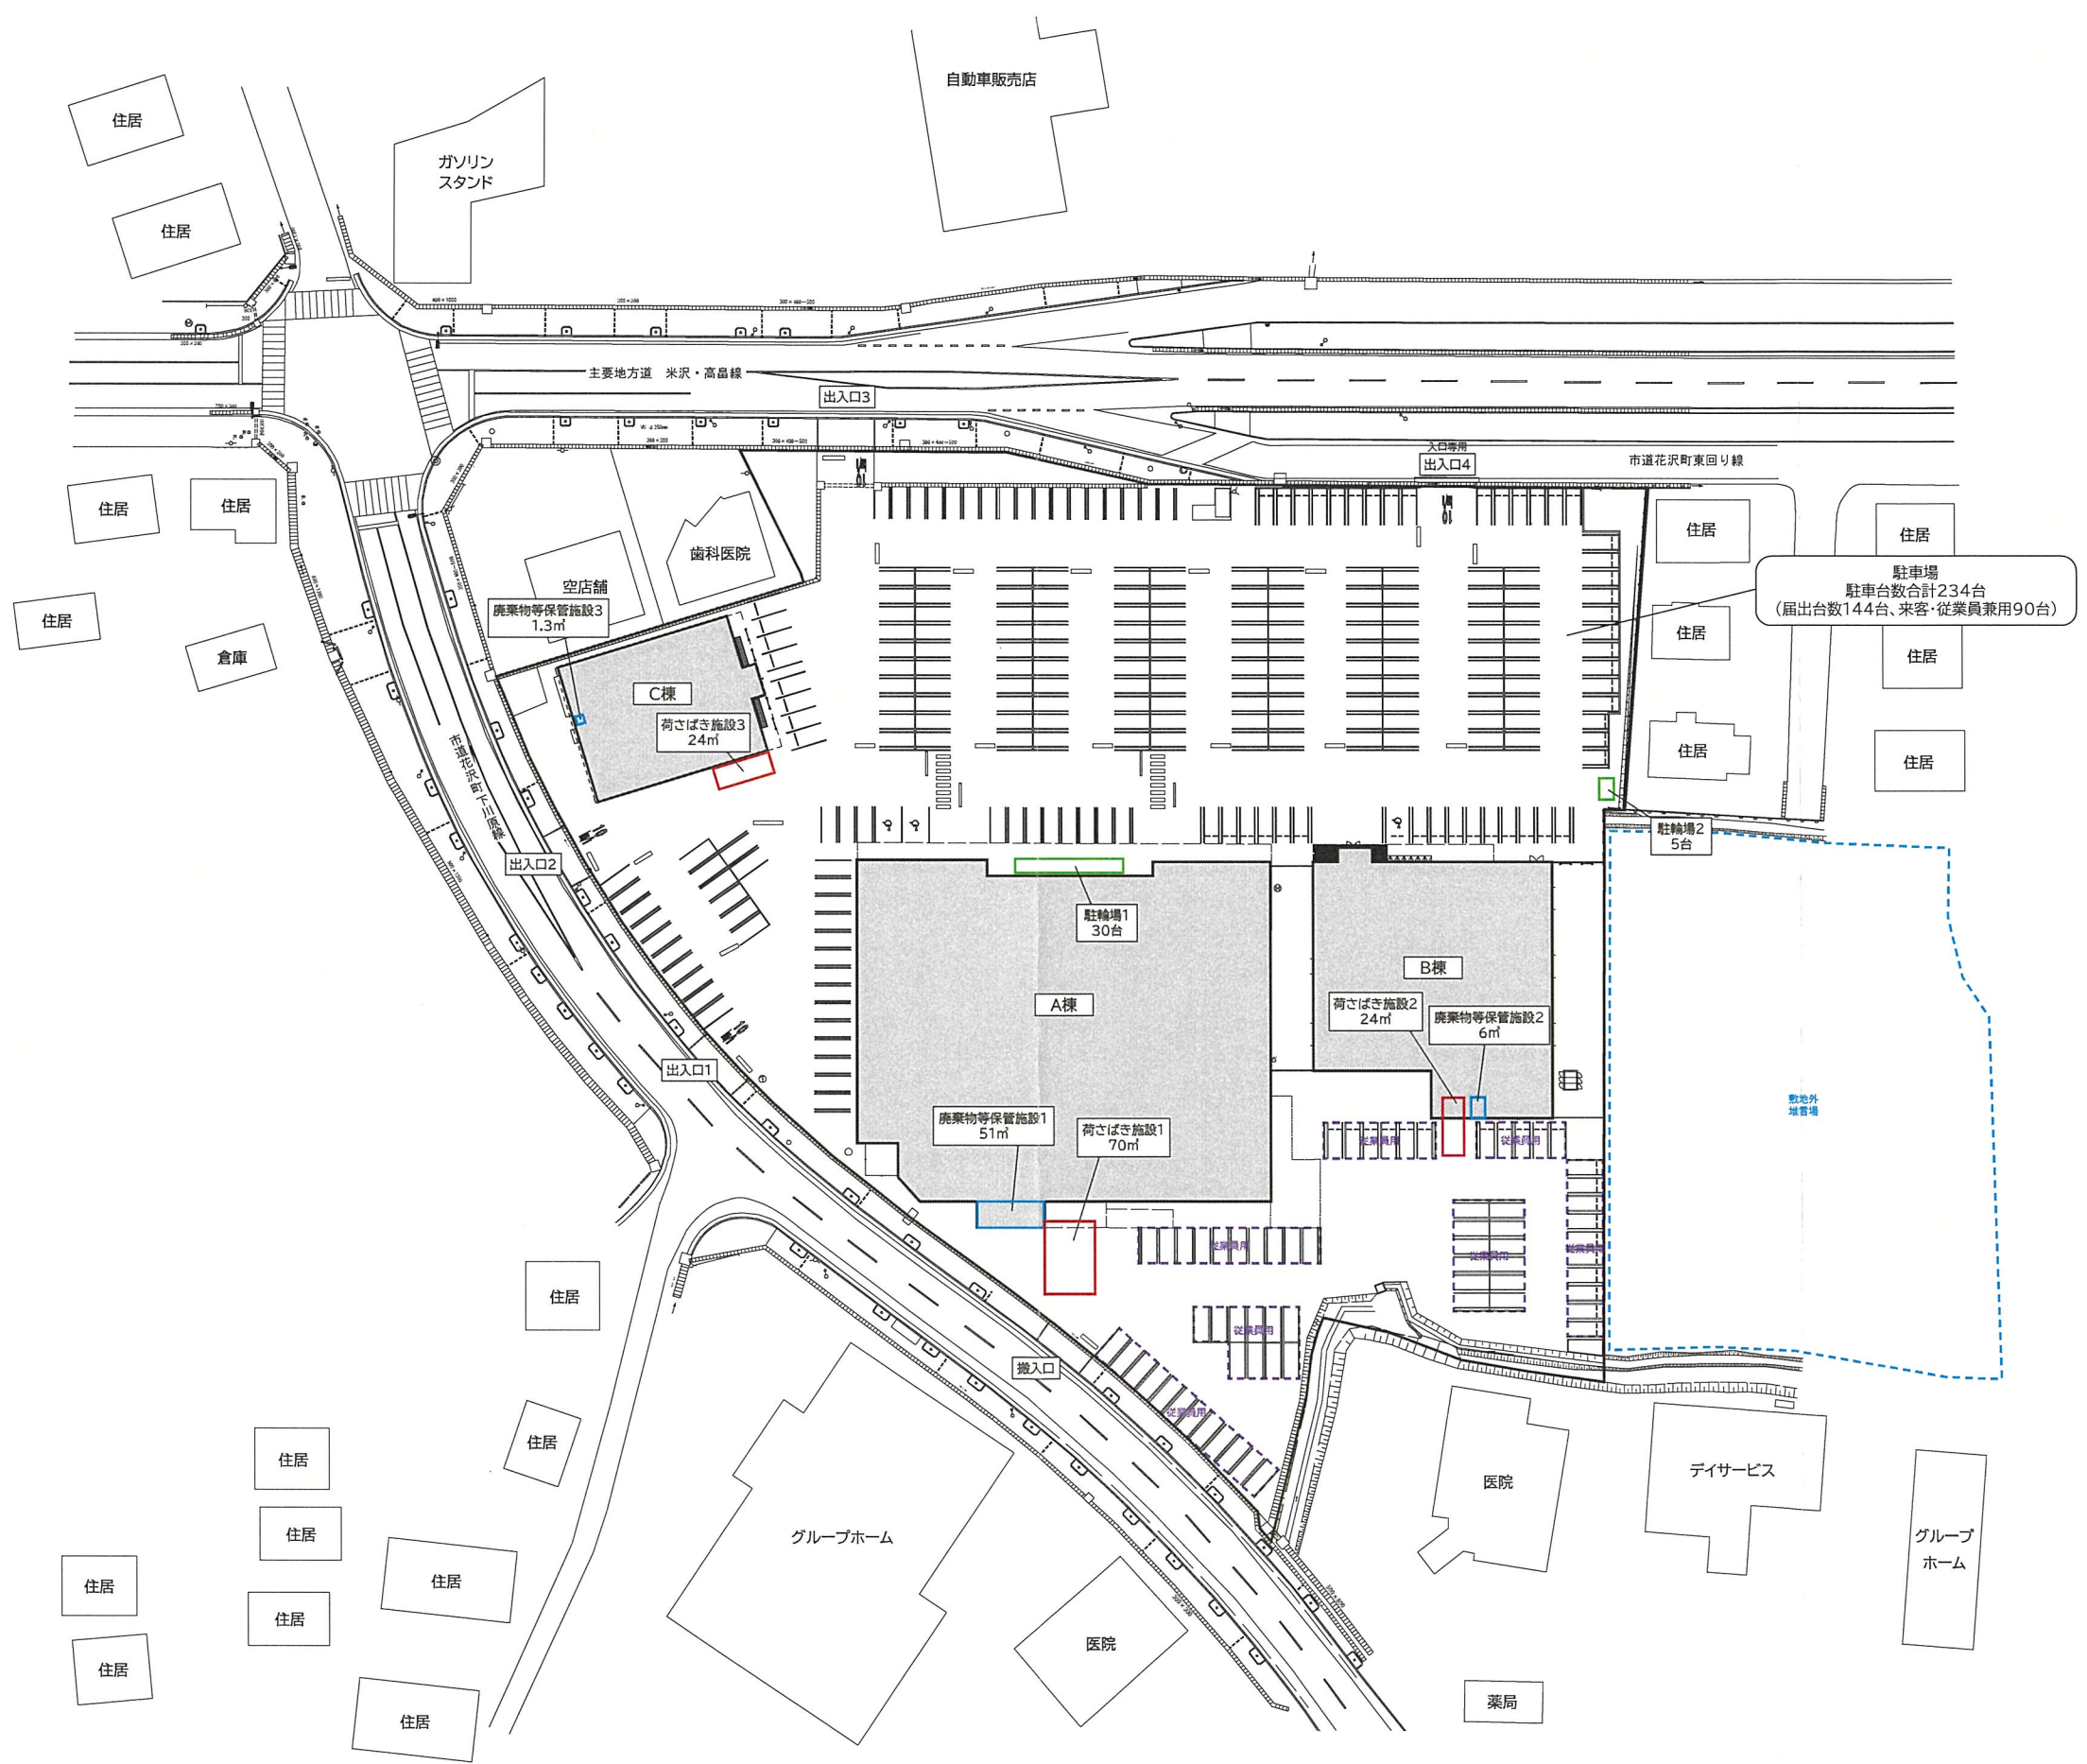 自動車販売店
住居
ガソリン
スタンド
住居
主要地方道　米沢・高畠線
出入口3
入口専用
出入口4
市道花沢町東回り線
住居
住居
住居
住居
歯科医院
空店舗
廃棄物等保管施設3
1.3㎡
駐車場
駐車台数合計234台
（届出台数144台、来客・従業員兼用90台）
住居
倉庫
住居
住居
C棟
荷さばき施設3
24㎡
市道花沢町下川原線
住居
住居
駐輪場2
5台
出入口2
駐輪場1
30台
B棟
A棟
荷さばき施設2
24㎡
廃棄物等保管施設2
6㎡
出入口1
敷地外
堆雪場
廃棄物等保管施設1
51㎡
荷さばき施設1
70㎡
従業員用
従業員用
従業員用
従業員用
従業員用
住居
従業員用
搬入口
従業員用
住居
住居
医院
デイサービス
住居
グループホーム
グループ
ホーム
住居
住居
住居
医院
住居
薬局
住居